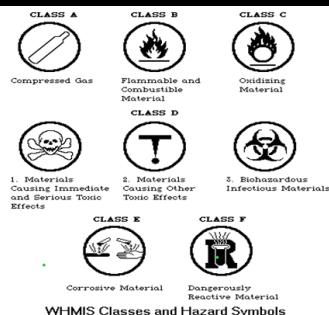 CLASS A CLASS B CLASS C
Compressed Gas
Flammable and
Combustible
Material
Oxidizing
Material
CLASS D
1. Materials
Causing Immediate
and Serious Toxic
Effects
2. Materials
Causing Other
Toxic Effects
3. Biohazardous
Infectious Materials
CLASS E CLASS F
Corrosive Material
Dangerously
Reactive Material
WHMIS Classes and Hazard Symbols